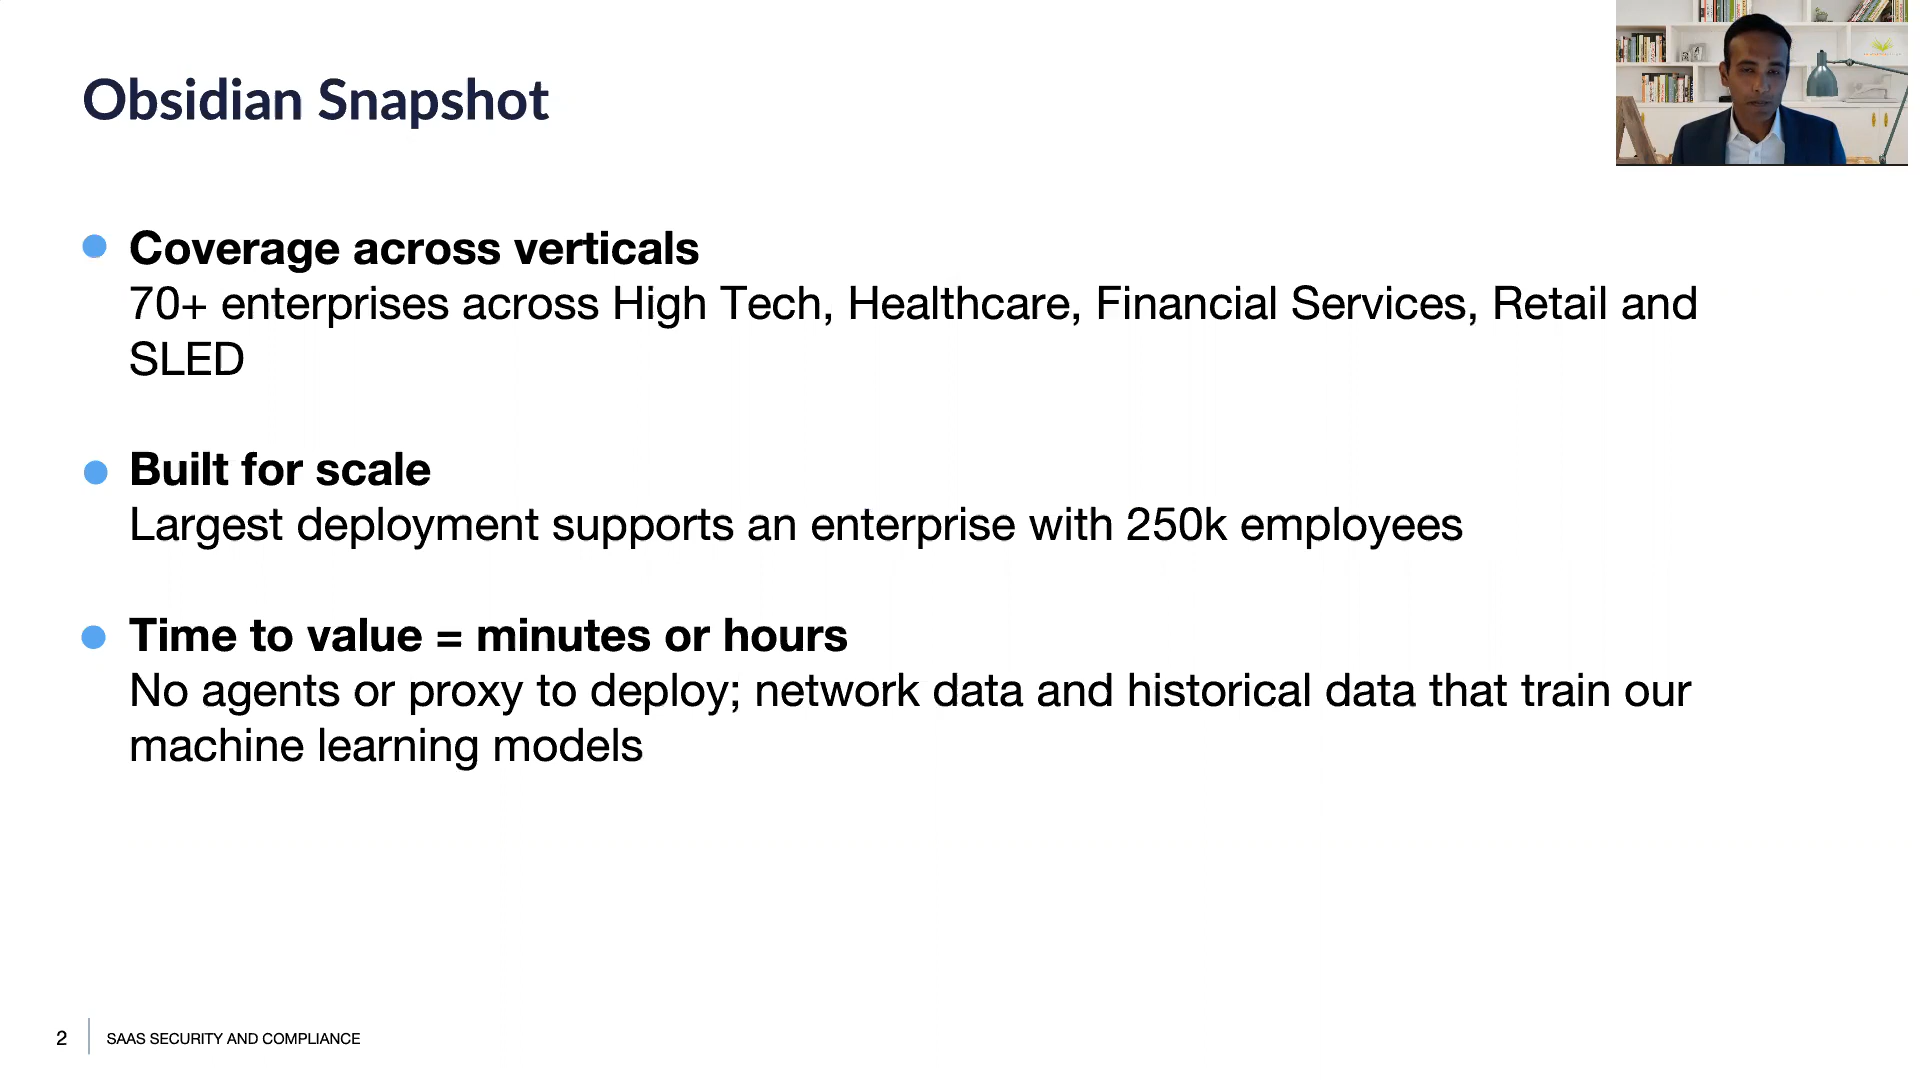 Obsidian Snapshot
Coverage across verticals
70+ enterprises across High Tech, Healthcare, Financial Services, Retail and
SLED
Built for scale
Largest deployment supports an enterprise with 250k employees
Time to value = minutes or hours
No agents or proxy to deploy; network data and historical data that train our
machine learning models
2
SAAS SECURITY AND COMPLIANCE